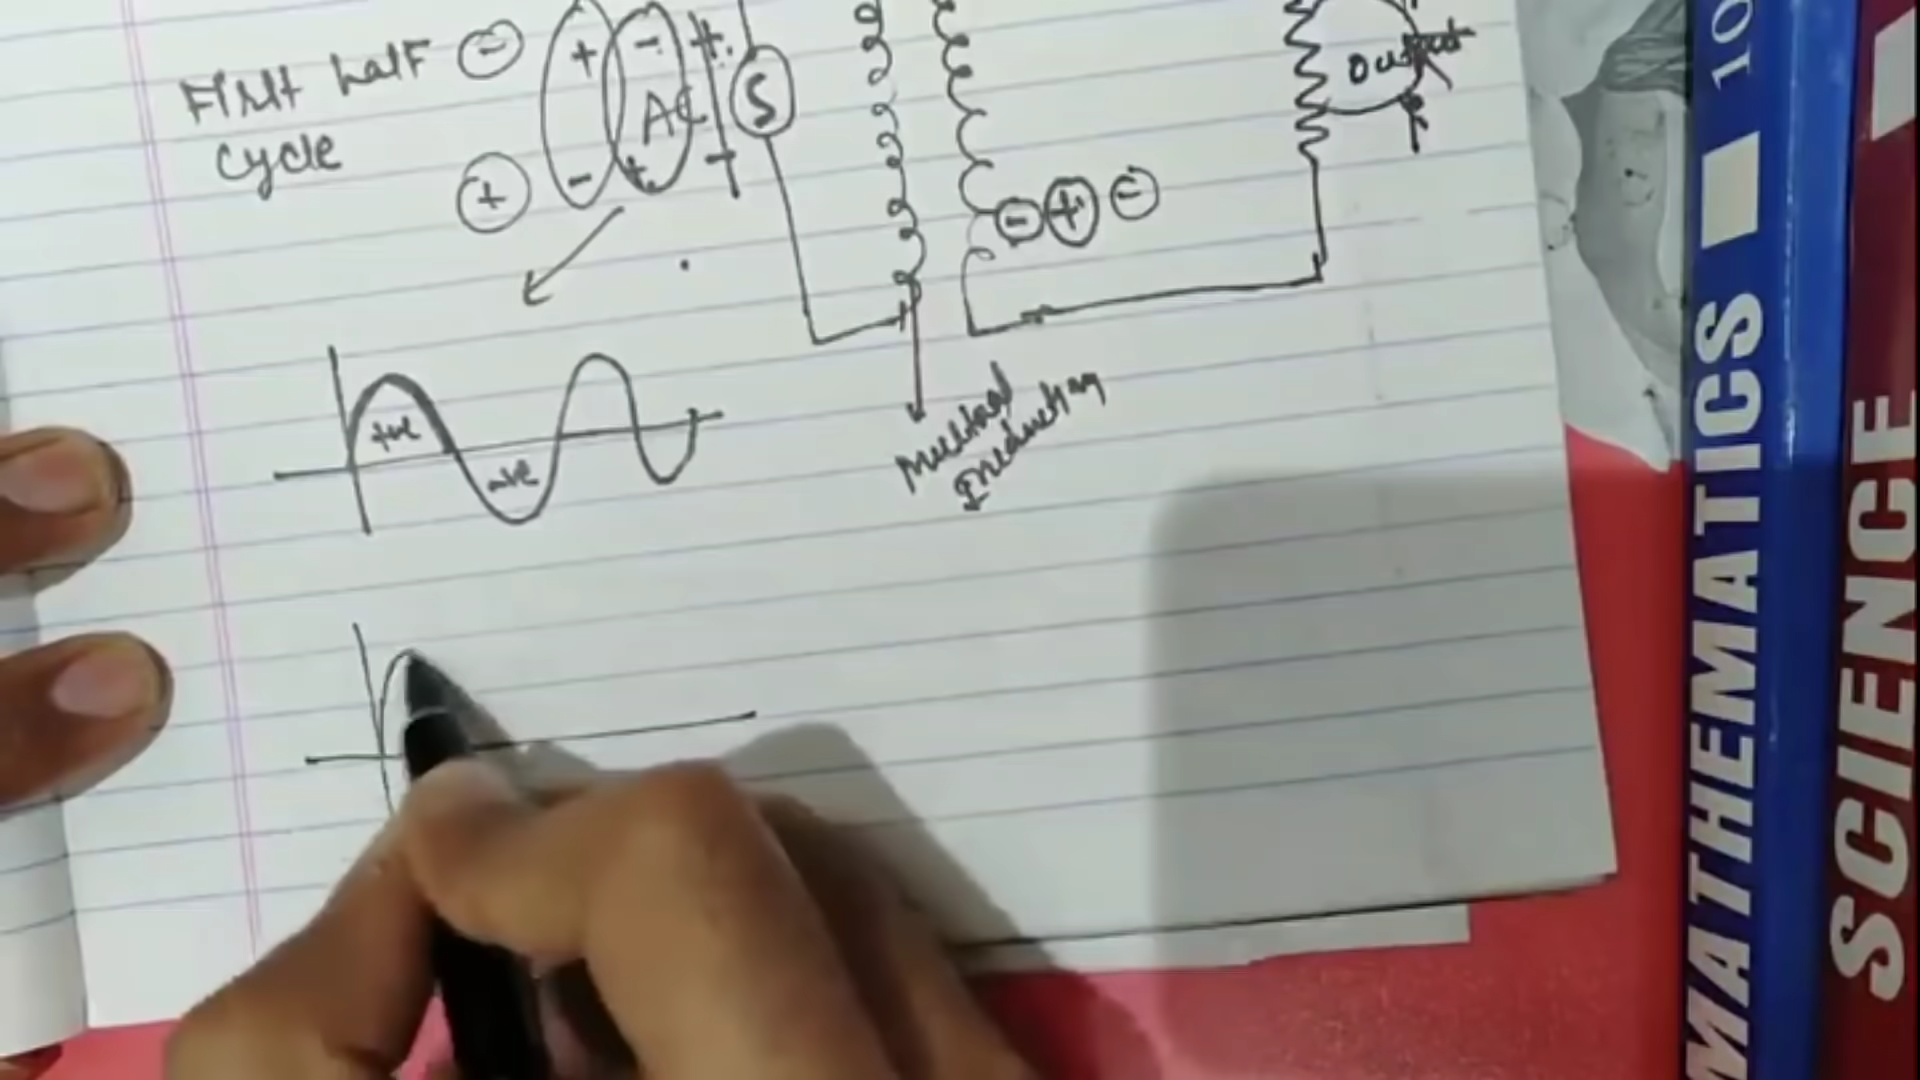 First half
cycle
AC
S
output
+ve
-ve
Mutual
Induction
MATHEMATICS 10
SCIENCE